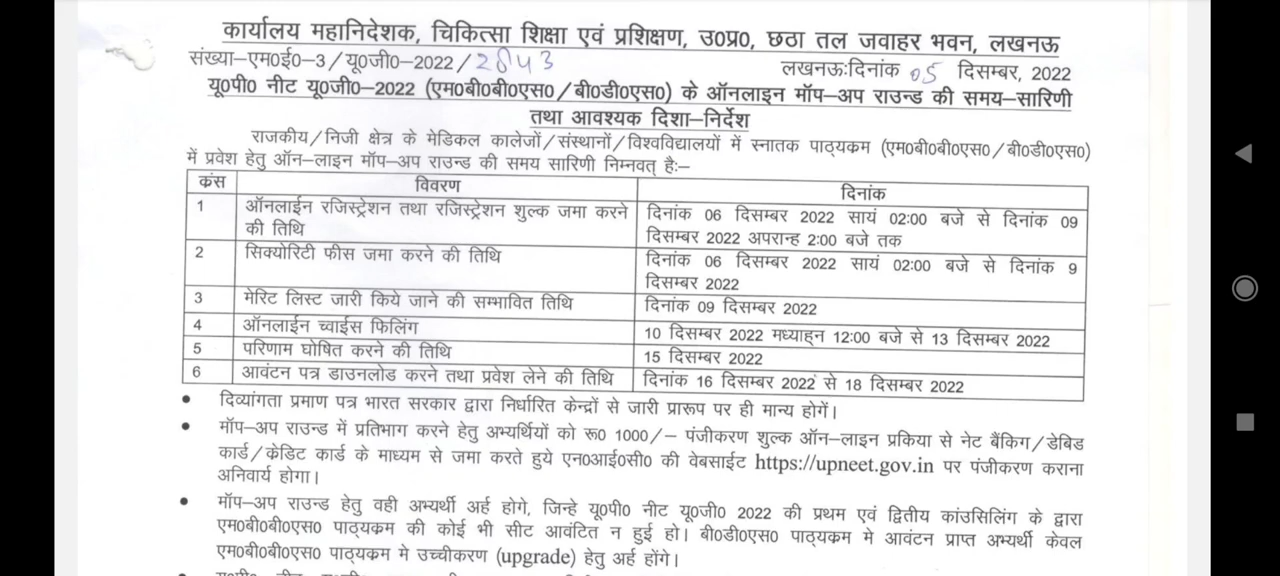 कार्यालय महानिदेशक, चिकित्सा शिक्षा एवं प्रशिक्षण, उ0प्र0, छठा तल जवाहर भवन, लखनऊ
संख्या–एम0ई0–3/यू0जी0–2022/2843 लखनऊ:दिनांक 05 दिसम्बर, 2022
यू0पी0 नीट यू0जी0–2022 (एम0बी0बी0एस0/बी0डी0एस0) के ऑनलाइन मॉप–अप राउन्ड की समय–सारिणी
तथा आवश्यक दिशा–निर्देश
राजकीय/निजी क्षेत्र के मेडिकल कालेजों/संस्थानों/विश्वविद्यालयों में स्नातक पाठ्यकम (एम0बी0बी0एस0/बी0डी0एस0)
में प्रवेश हेतु ऑन–लाइन मॉप–अप राउन्ड की समय सारिणी निम्नवत् है:–
कंस विवरण दिनांक
1 ऑनलाईन रजिस्ट्रेशन तथा रजिस्ट्रेशन शुल्क जमा करने दिनांक 06 दिसम्बर 2022 सायं 02:00 बजे से दिनांक 09
की तिथि दिसम्बर 2022 अपरान्ह 2:00 बजे तक
2 सिक्योरिटी फीस जमा करने की तिथि दिनांक 06 दिसम्बर 2022 सायं 02:00 बजे से दिनांक 9
दिसम्बर 2022
3 मेरिट लिस्ट जारी किये जाने की सम्भावित तिथि दिनांक 09 दिसम्बर 2022
4 ऑनलाईन च्वाईस फिलिंग 10 दिसम्बर 2022 मध्याह्न 12:00 बजे से 13 दिसम्बर 2022
5 परिणाम घोषित करने की तिथि 15 दिसम्बर 2022
6 आवंटन पत्र डाउनलोड करने तथा प्रवेश लेने की तिथि दिनांक 16 दिसम्बर 2022 से 18 दिसम्बर 2022
• दिव्यांगता प्रमाण पत्र भारत सरकार द्वारा निर्धारित केन्द्रों से जारी प्रारूप पर ही मान्य होगें।
• मॉप–अप राउन्ड में प्रतिभाग करने हेतु अभ्यर्थियों को रू0 1000/– पंजीकरण शुल्क ऑन–लाइन प्रकिया से नेट बैंकिग/डेबिड
कार्ड/केडिट कार्ड के माध्यम से जमा करते हुये एन0आई0सी0 की वेबसाईट https://upneet.gov.in पर पंजीकरण कराना
अनिवार्य होगा।
• मॉप–अप राउन्ड हेतु वही अभ्यर्थी अर्ह होगे, जिन्हे यू0पी0 नीट यू0जी0 2022 की प्रथम एवं द्वितीय कांउसिलिंग के द्वारा
एम0बी0बी0एस0 पाठ्यकम की कोई भी सीट आवंटित न हुई हो। बी0डी0एस0 पाठ्यकम मे आवंटन प्राप्त अभ्यर्थी केवल
एम0बी0बी0एस0 पाठ्यकम मे उच्चीकरण (upgrade) हेतु अर्ह होंगे।